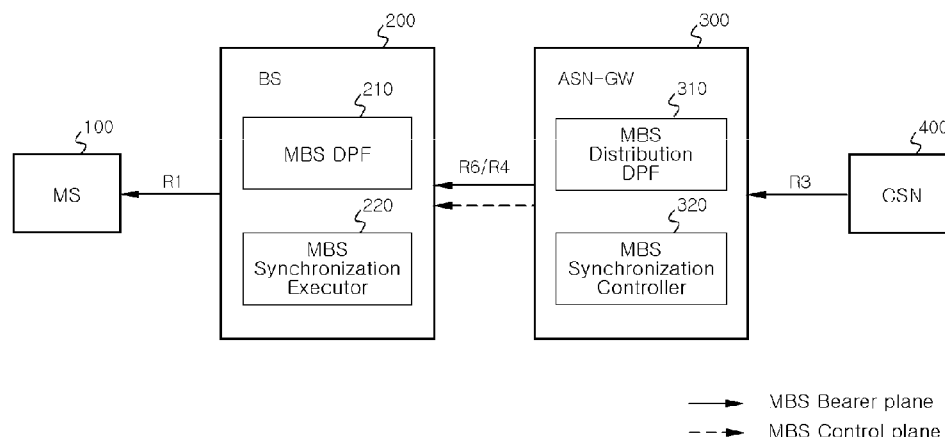 200
300
BS
ASN-GW
210
310
100
400
MBS DPF
MBS
Distribution
DPF
R6/R4
MS
R1
R3
CSN
220
320
MBS
Synchronization
Executor
MBS
Synchronization
Controller
MBS Bearer plane
MBS Control plane